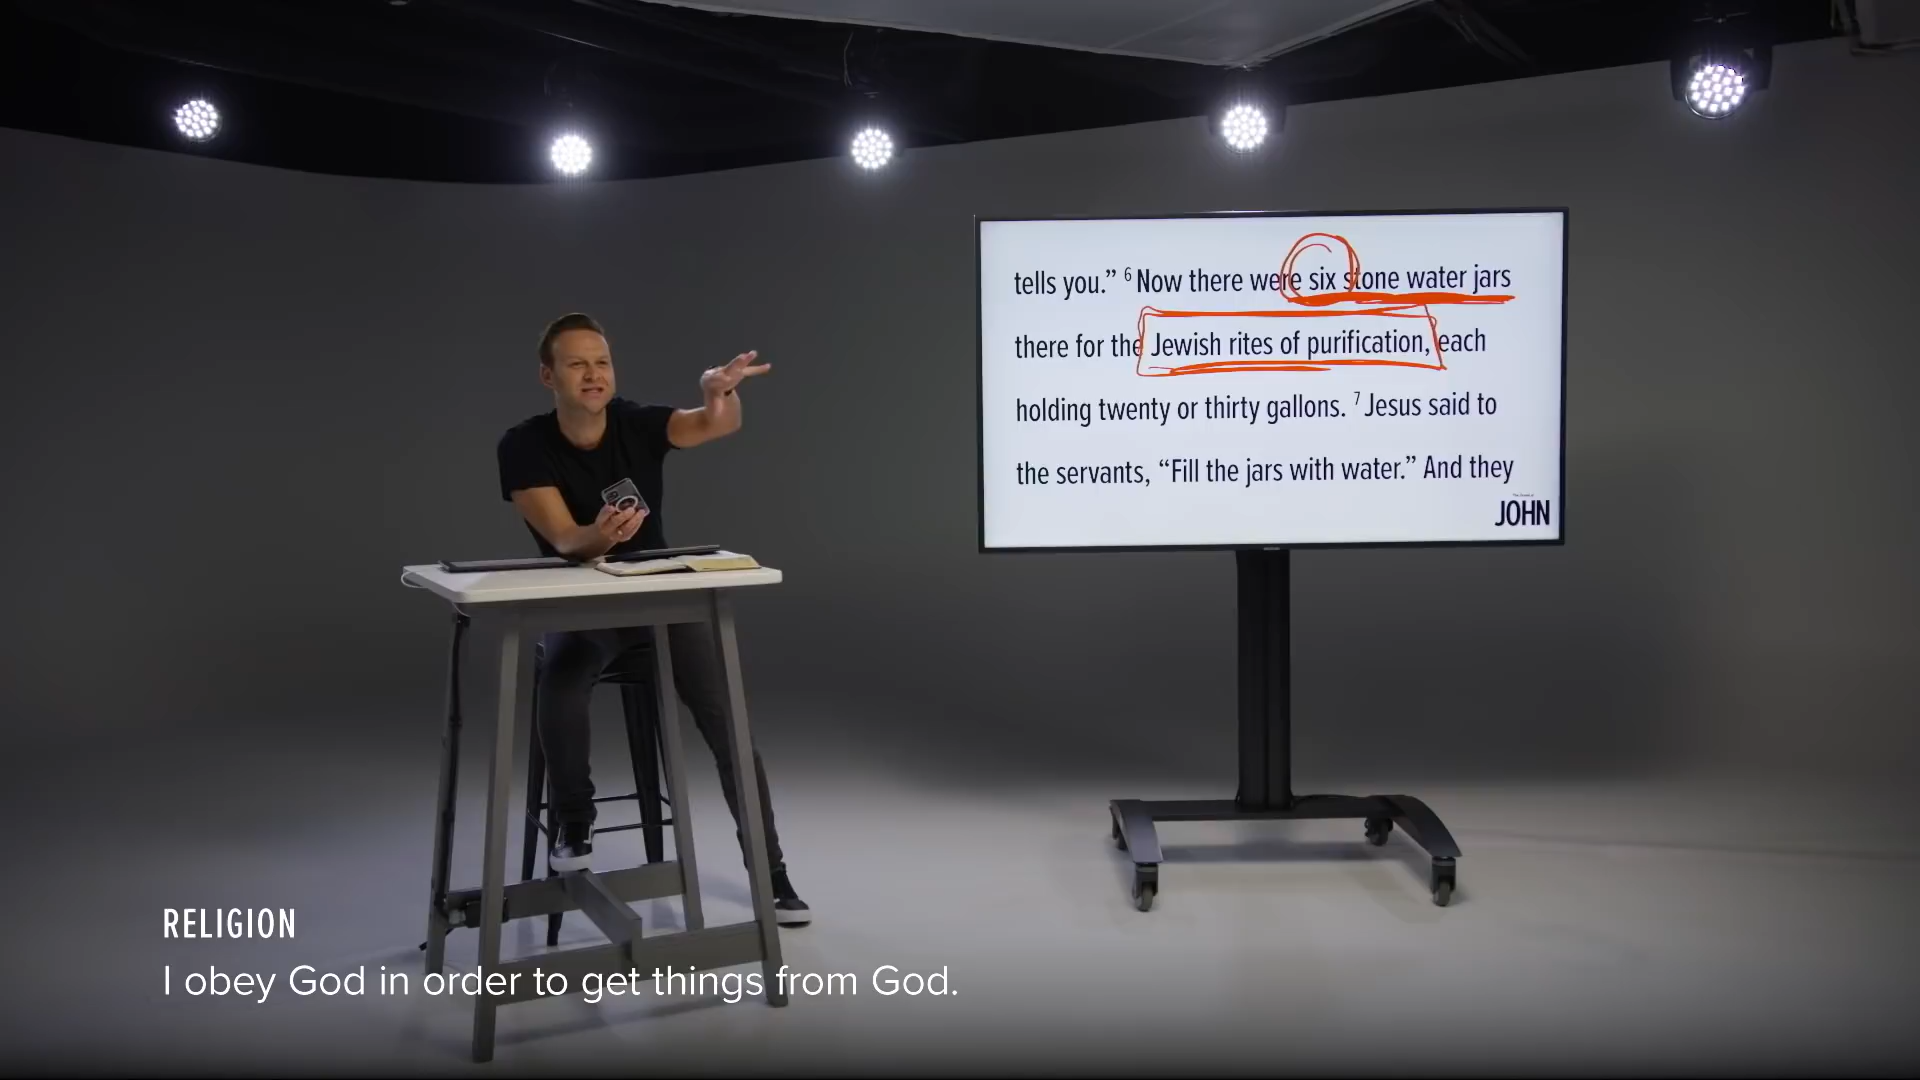 tells you.” ⁶ Now there were six stone water jars
there for the Jewish rites of purification, each
holding twenty or thirty gallons. ⁷ Jesus said to
the servants, “Fill the jars with water.” And they
JOHN
RELIGION
I obey God in order to get things from God.